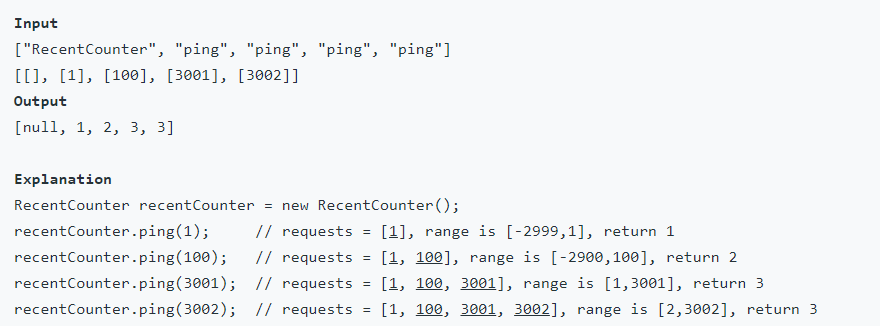 Input
["RecentCounter", "ping", "ping", "ping", "ping"]
[[], [1], [100], [3001], [3002]]
Output
[null, 1, 2, 3, 3]
Explanation
RecentCounter recentCounter = new RecentCounter();
recentCounter.ping(1);     // requests = [1], range is [-2999,1], return 1
recentCounter.ping(100);   // requests = [1, 100], range is [-2900,100], return 2
recentCounter.ping(3001);  // requests = [1, 100, 3001], range is [1,3001], return 3
recentCounter.ping(3002);  // requests = [1, 100, 3001, 3002], range is [2,3002], return 3